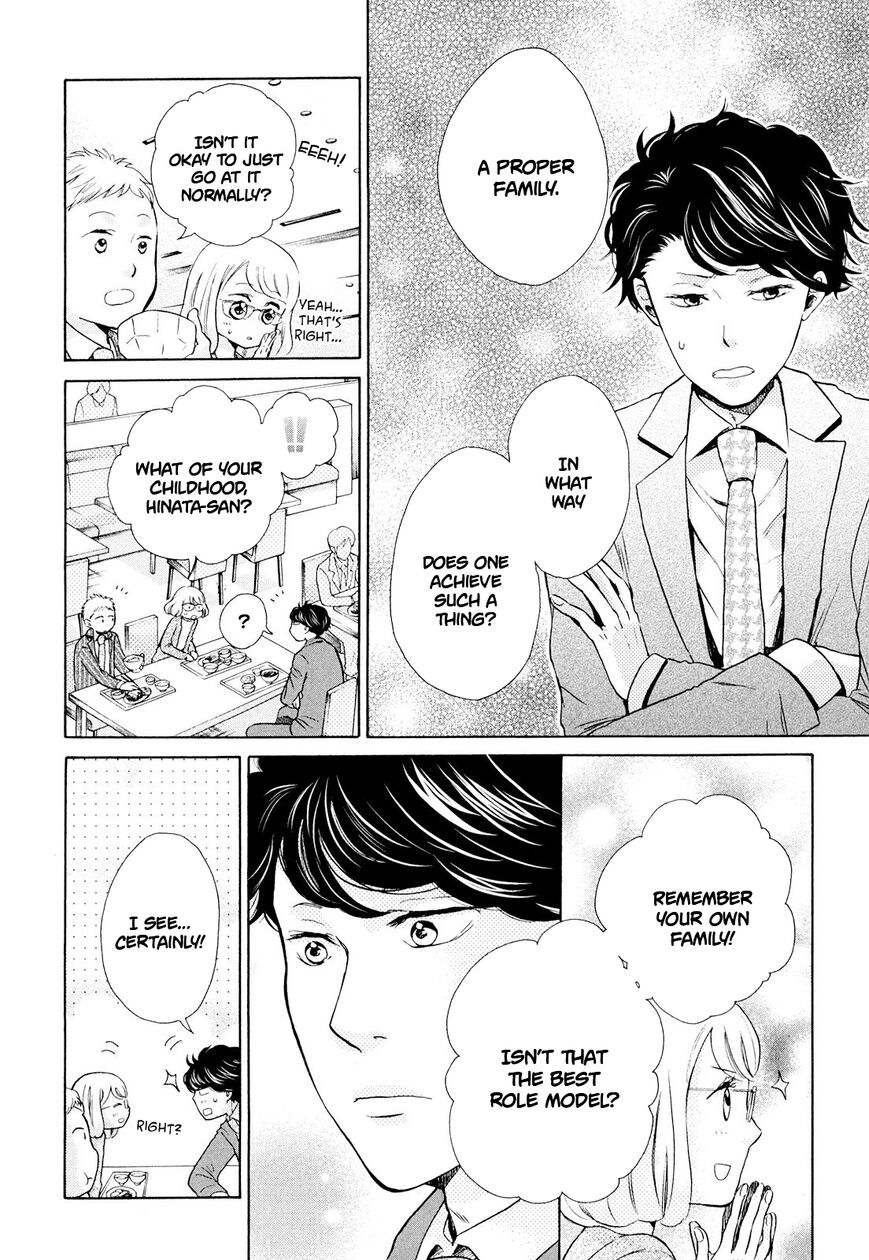 A PROPER
FAMILY.
IN
WHAT
WAY
DOES ONE
ACHIEVE
SUCH A
THING?
EEEH!
ISN'T IT
OKAY TO JUST
GO AT IT
NORMALLY?
YEAH...
THAT'S
RIGHT...
!!
WHAT OF YOUR
CHILDHOOD,
HINATA-SAN?
?
REMEMBER
YOUR OWN
FAMILY!
ISN'T THAT
THE BEST
ROLE MODEL?
I SEE...
CERTAINLY!
RIGHT?